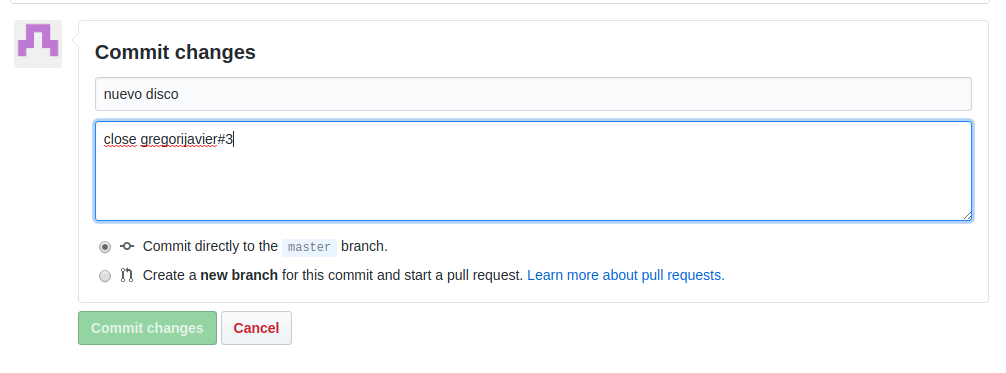 Commit changes
nuevo disco
close gregorijavier#3
Commit directly to the master branch.
Create a new branch for this commit and start a pull request. Learn more about pull requests.
Commit changes Cancel